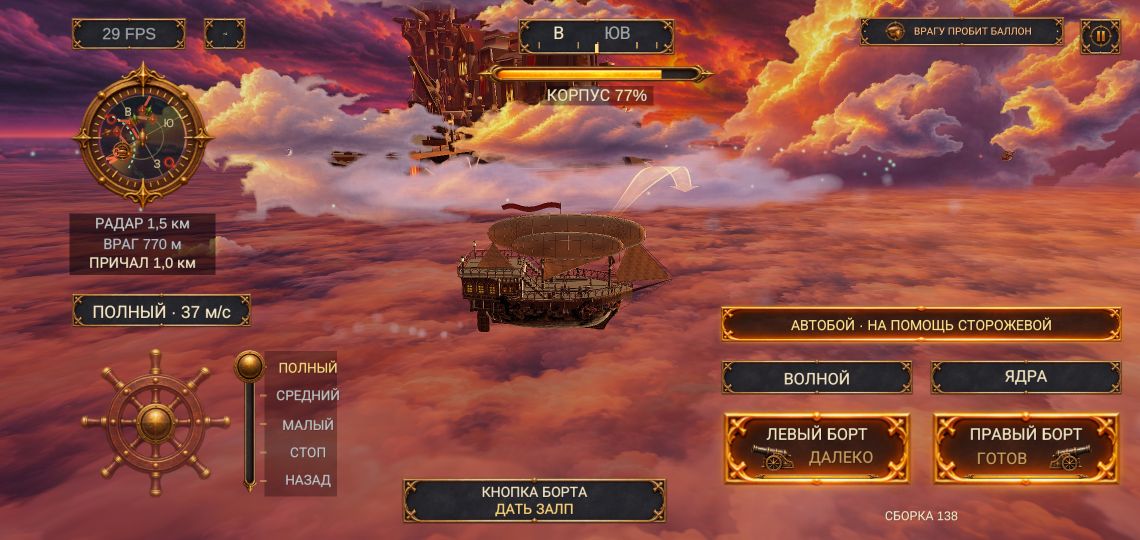 29 FPS
В ЮВ
ВРАГУ ПРОБИТ БАЛЛОН
КОРПУС 77%
В
Ю
З
РАДАР 1,5 км
ВРАГ 770 м
ПРИЧАЛ 1,0 км
ПОЛНЫЙ · 37 м/с
АВТОБОЙ · НА ПОМОЩЬ СТОРОЖЕВОЙ
ПОЛНЫЙ
СРЕДНИЙ
МАЛЫЙ
СТОП
НАЗАД
ВОЛНОЙ
ЯДРА
ЛЕВЫЙ БОРТ
ДАЛЕКО
ПРАВЫЙ БОРТ
ГОТОВ
КНОПКА БОРТА
ДАТЬ ЗАЛП
СБОРКА 138